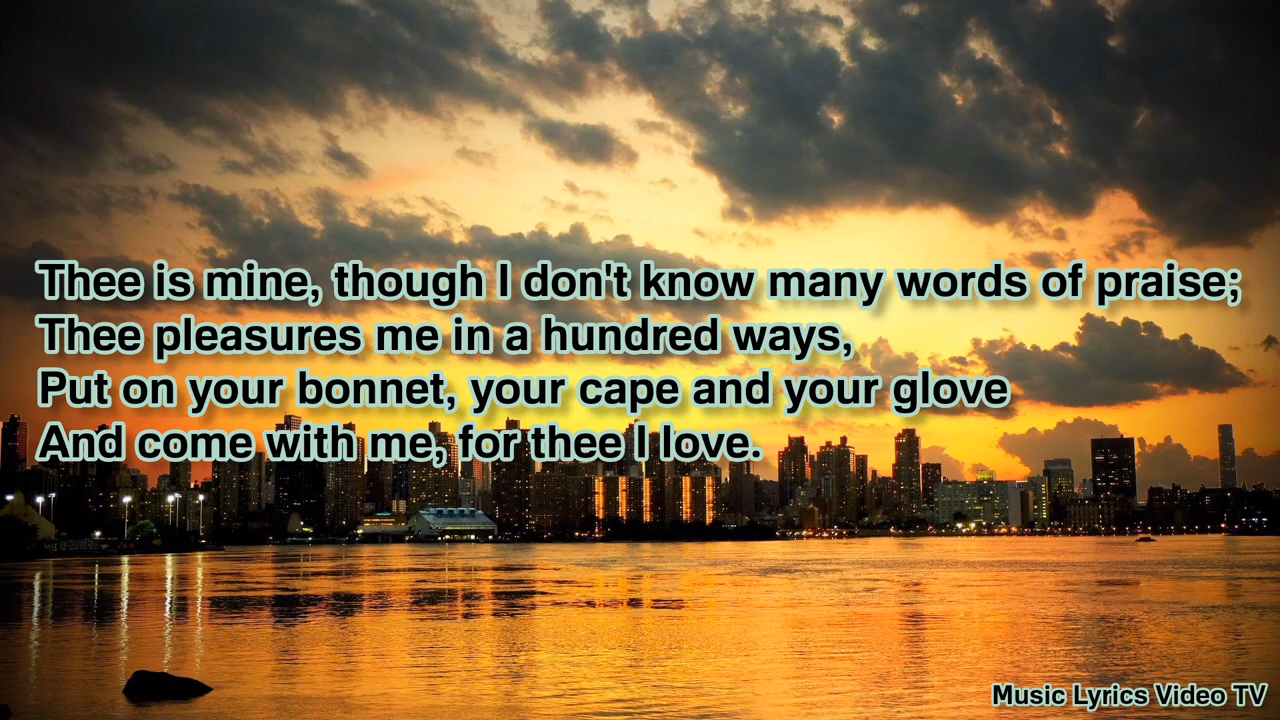 Thee is mine, though I don't know many words of praise;
Thee pleasures me in a hundred ways,
Put on your bonnet, your cape and your glove
And come with me, for thee I love.
Music Lyrics Video TV